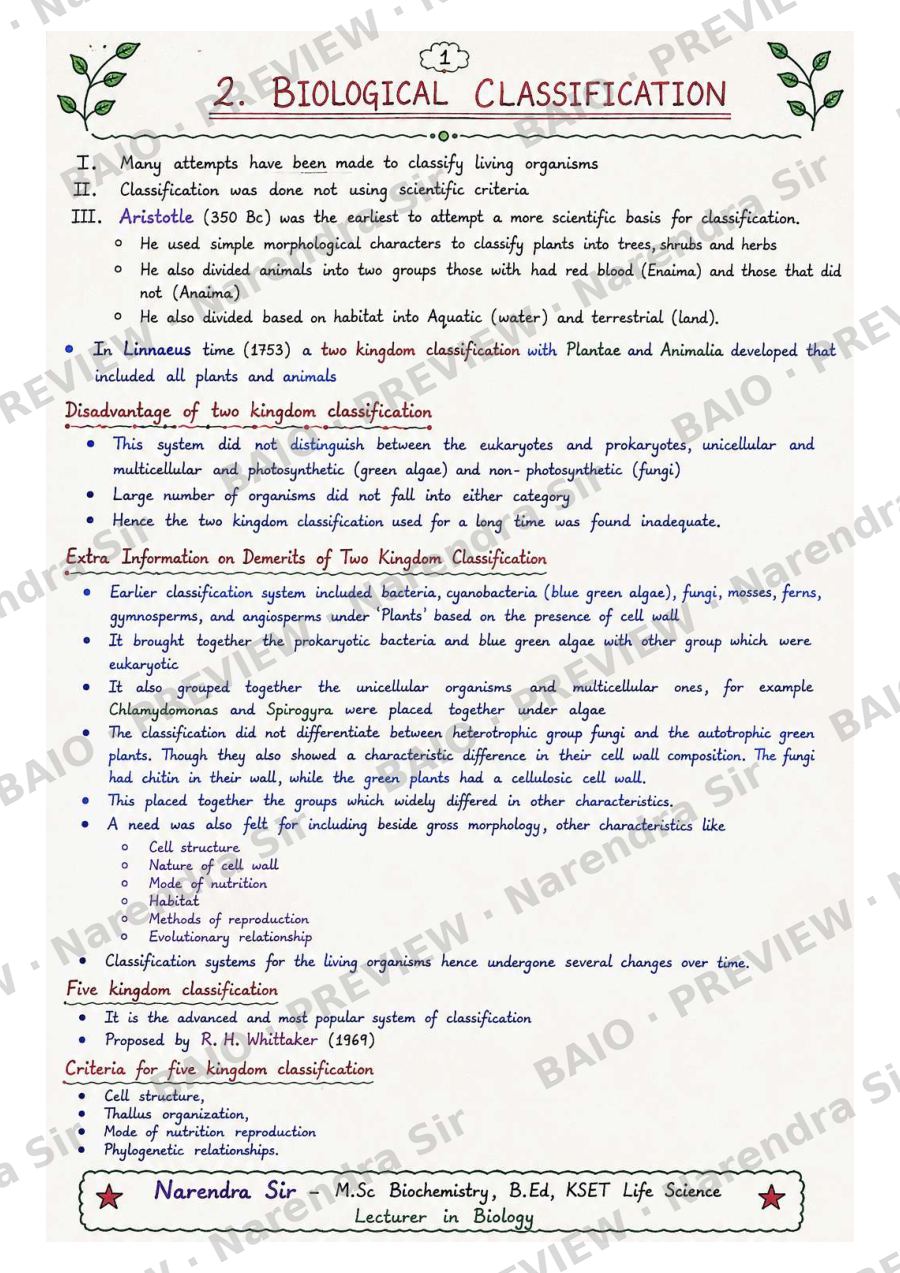 1
2. BIOLOGICAL CLASSIFICATION
I. Many attempts have been made to classify living organisms
II. Classification was done not using scientific criteria
III. Aristotle (350 Bc) was the earliest to attempt a more scientific basis for classification.
o He used simple morphological characters to classify plants into trees, shrubs and herbs
o He also divided animals into two groups those with had red blood (Enaima) and those that did
not (Anaima)
o He also divided based on habitat into Aquatic (water) and terrestrial (land).
• In Linnaeus time (1753) a two kingdom classification with Plantae and Animalia developed that
included all plants and animals
Disadvantage of two kingdom classification
• This system did not distinguish between the eukaryotes and prokaryotes, unicellular and
multicellular and photosynthetic (green algae) and non- photosynthetic (fungi)
• Large number of organisms did not fall into either category
• Hence the two kingdom classification used for a long time was found inadequate.
Extra Information on Demerits of Two Kingdom Classification
• Earlier classification system included bacteria, cyanobacteria (blue green algae), fungi, mosses, ferns,
gymnosperms, and angiosperms under 'Plants' based on the presence of cell wall
• It brought together the prokaryotic bacteria and blue green algae with other group which were
eukaryotic
• It also grouped together the unicellular organisms and multicellular ones, for example
Chlamydomonas and Spirogyra were placed together under algae
• The classification did not differentiate between heterotrophic group fungi and the autotrophic green
plants. Though they also showed a characteristic difference in their cell wall composition. The fungi
had chitin in their wall, while the green plants had a cellulosic cell wall.
• This placed together the groups which widely differed in other characteristics.
• A need was also felt for including beside gross morphology, other characteristics like
o Cell structure
o Nature of cell wall
o Mode of nutrition
o Habitat
o Methods of reproduction
o Evolutionary relationship
• Classification systems for the living organisms hence undergone several changes over time.
Five kingdom classification
• It is the advanced and most popular system of classification
• Proposed by R. H. Whittaker (1969)
Criteria for five kingdom classification
• Cell structure,
• Thallus organization,
• Mode of nutrition reproduction
• Phylogenetic relationships.
Narendra Sir – M.Sc Biochemistry, B.Ed, KSET Life Science
Lecturer in Biology
BAIO · PREVIEW · Narendra Sir